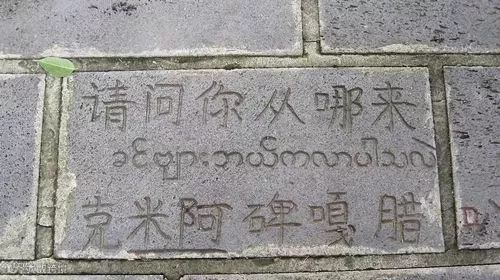 请问你从哪来
ခင်ဗျားဘယ်ကလာပါသလဲ
克米阿碑嘎腊